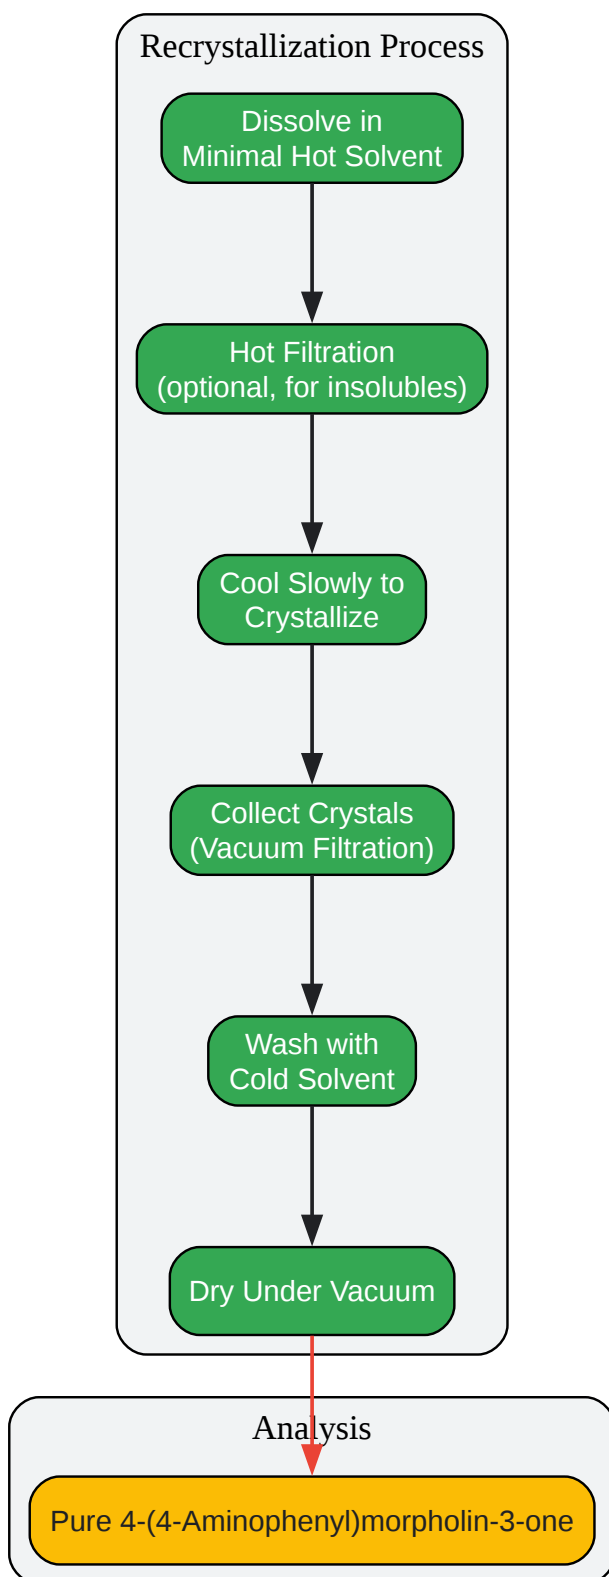 Recrystallization Process
Dissolve in
Minimal Hot Solvent
Hot Filtration
(optional, for insolubles)
Cool Slowly to
Crystallize
Collect Crystals
(Vacuum Filtration)
Wash with
Cold Solvent
Dry Under Vacuum
Analysis
Pure 4-(4-Aminophenyl)morpholin-3-one